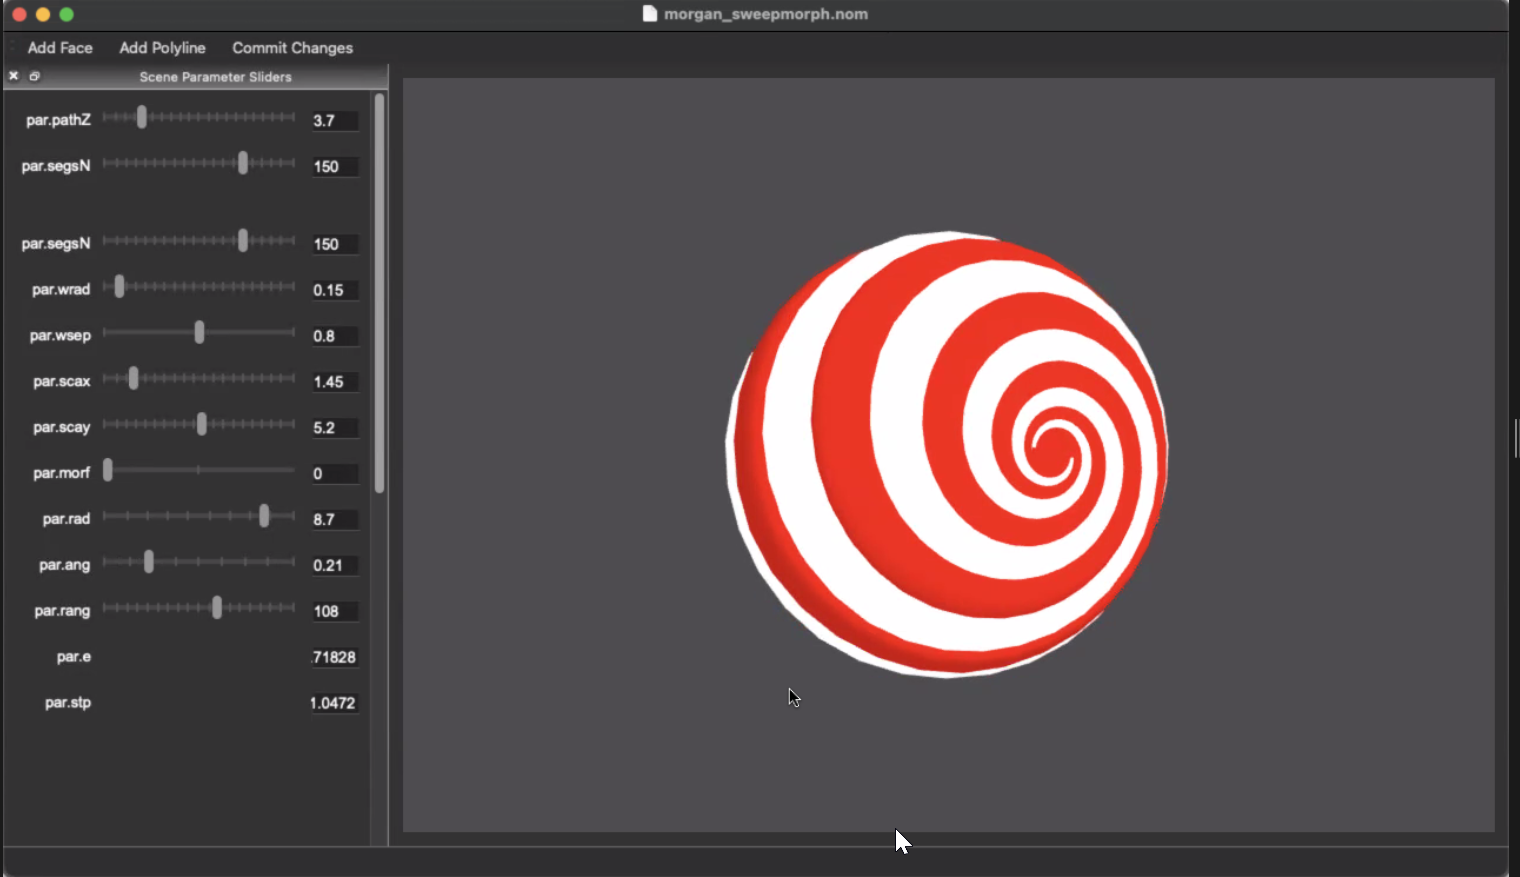 morgan_sweepmorph.nom
Add Face Add Polyline Commit Changes
Scene Parameter Sliders
par.pathZ 3.7
par.segsN 150
par.segsN 150
par.wrad 0.15
par.wsep 0.8
par.scax 1.45
par.scay 5.2
par.morf 0
par.rad 8.7
par.ang 0.21
par.rang 108
par.e .71828
par.stp 1.0472